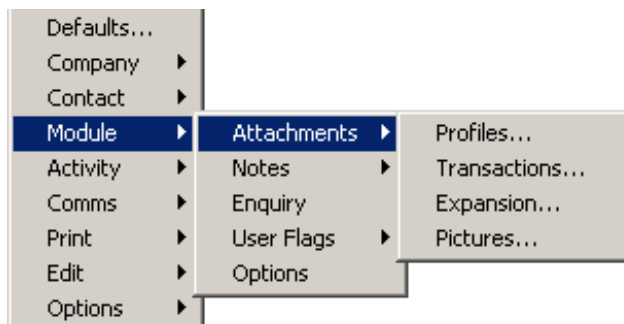 Defaults...
Company
Contact
Module
Activity
Comms
Print
Edit
Options
Attachments
Notes
Enquiry
User Flags
Options
Profiles...
Transactions...
Expansion...
Pictures...